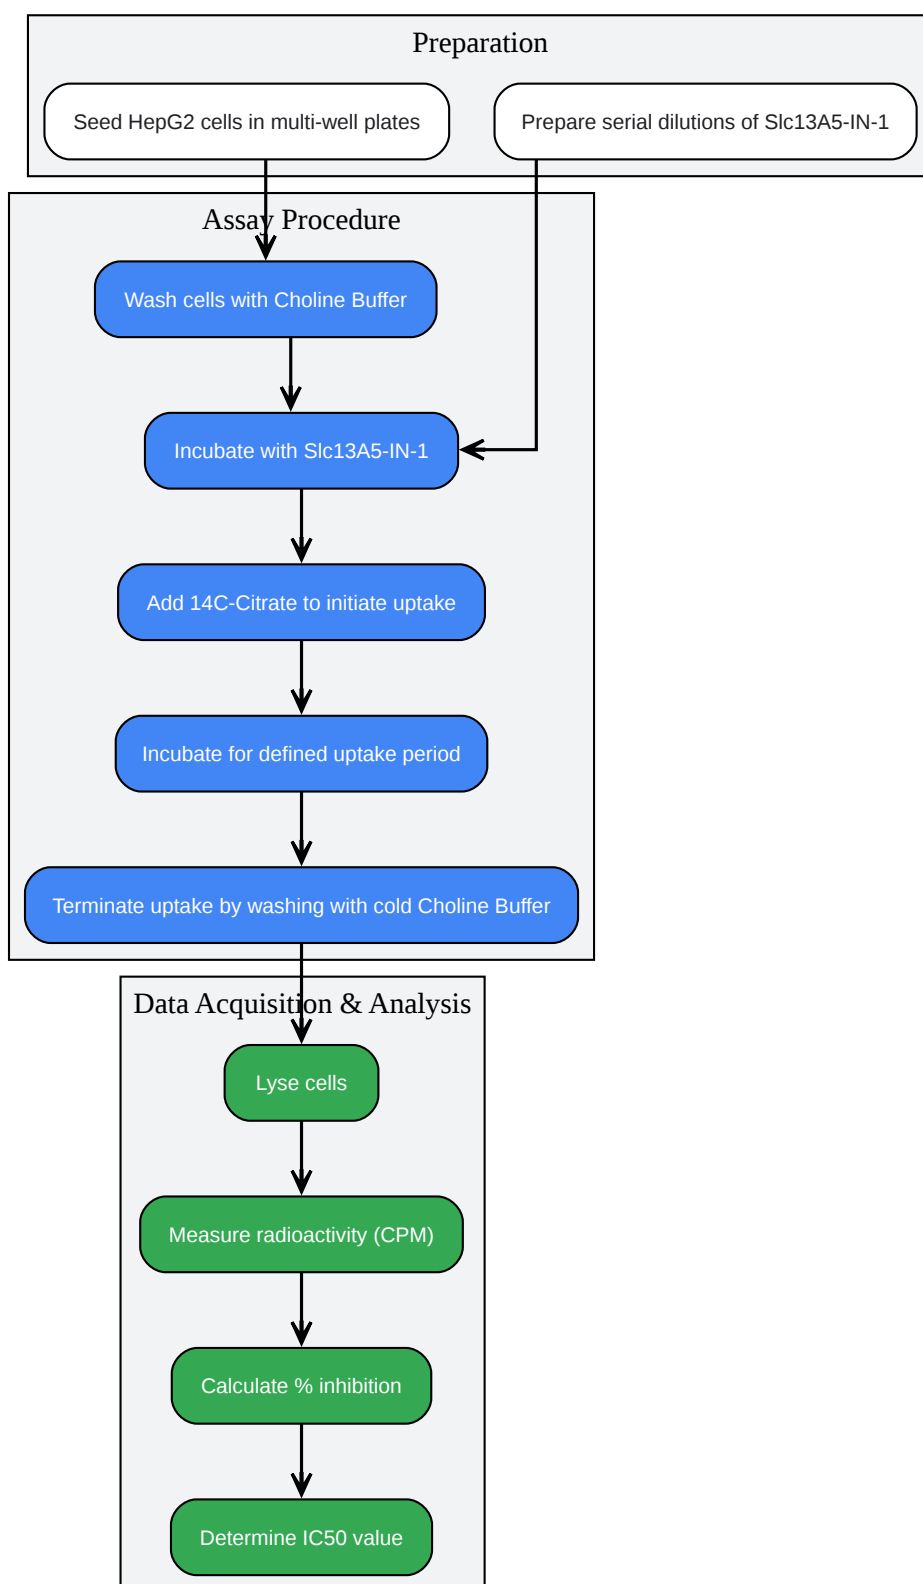 Preparation
Seed HepG2 cells in multi-well plates
Prepare serial dilutions of Slc13A5-IN-1
Assay Procedure
Wash cells with Choline Buffer
Incubate with Slc13A5-IN-1
Add 14C-Citrate to initiate uptake
Incubate for defined uptake period
Terminate uptake by washing with cold Choline Buffer
Data Acquisition & Analysis
Lyse cells
Measure radioactivity (CPM)
Calculate % inhibition
Determine IC50 value